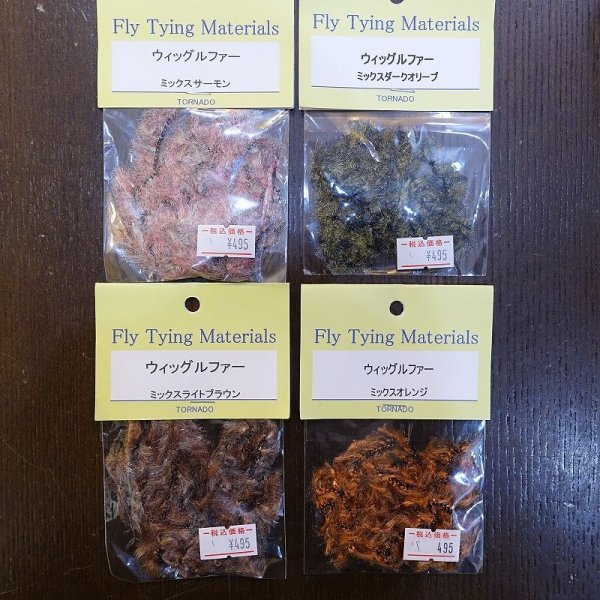 Fly Tying Materials
ウィッグルファー
ミックスサーモン
TORNADO
税込価格
¥495
Fly Tying Materials
ウィッグルファー
ミックスダークオリーブ
TORNADO
税込価格
¥495
Fly Tying Materials
ウィッグルファー
ミックスライトブラウン
TORNADO
税込価格
¥495
Fly Tying Materials
ウィッグルファー
ミックスオレンジ
TORNADO
税込価格
495